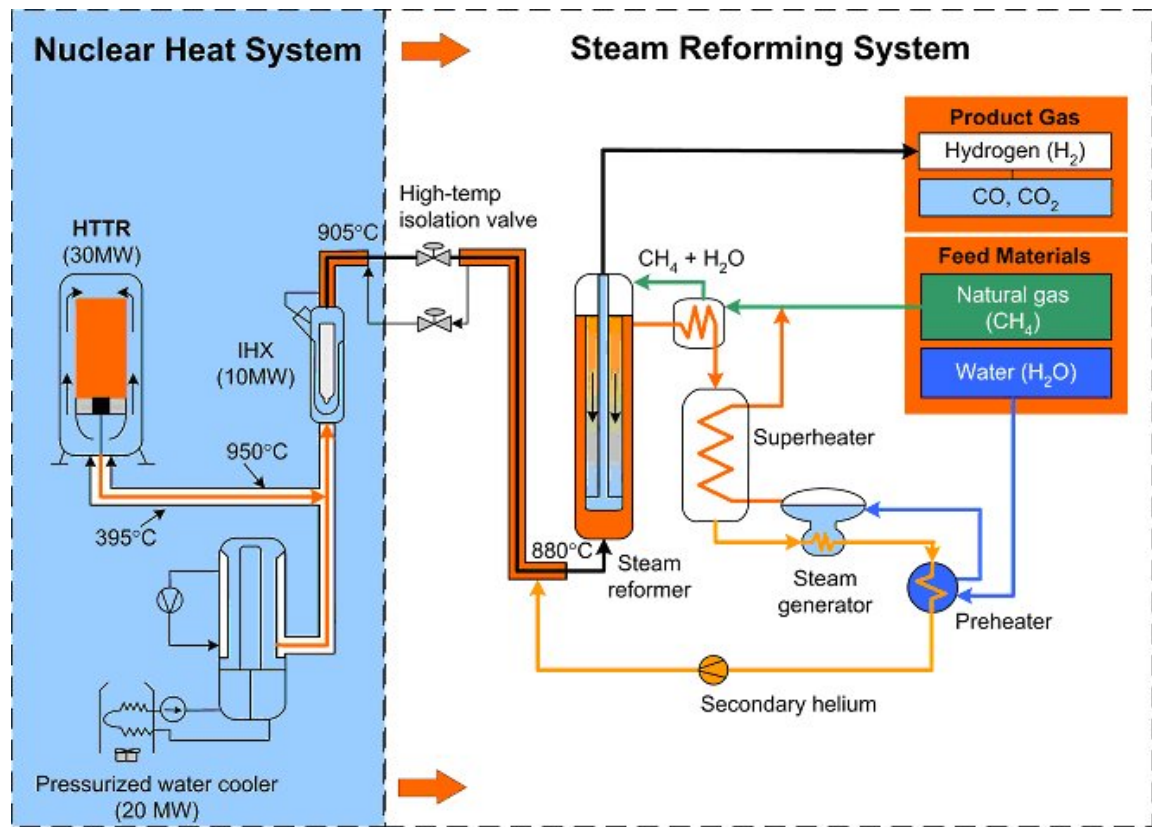 Nuclear Heat System
Steam Reforming System
Product Gas
Hydrogen (H₂)
CO, CO₂
High-temp
isolation valve
HTTR
(30MW)
905°C
Feed Materials
CH₄ + H₂O
Natural gas
(CH₄)
IHX
(10MW)
Water (H₂O)
Superheater
950°C
395°C
880°C
Steam
reformer
Steam
generator
Preheater
Secondary helium
Pressurized water cooler
(20 MW)